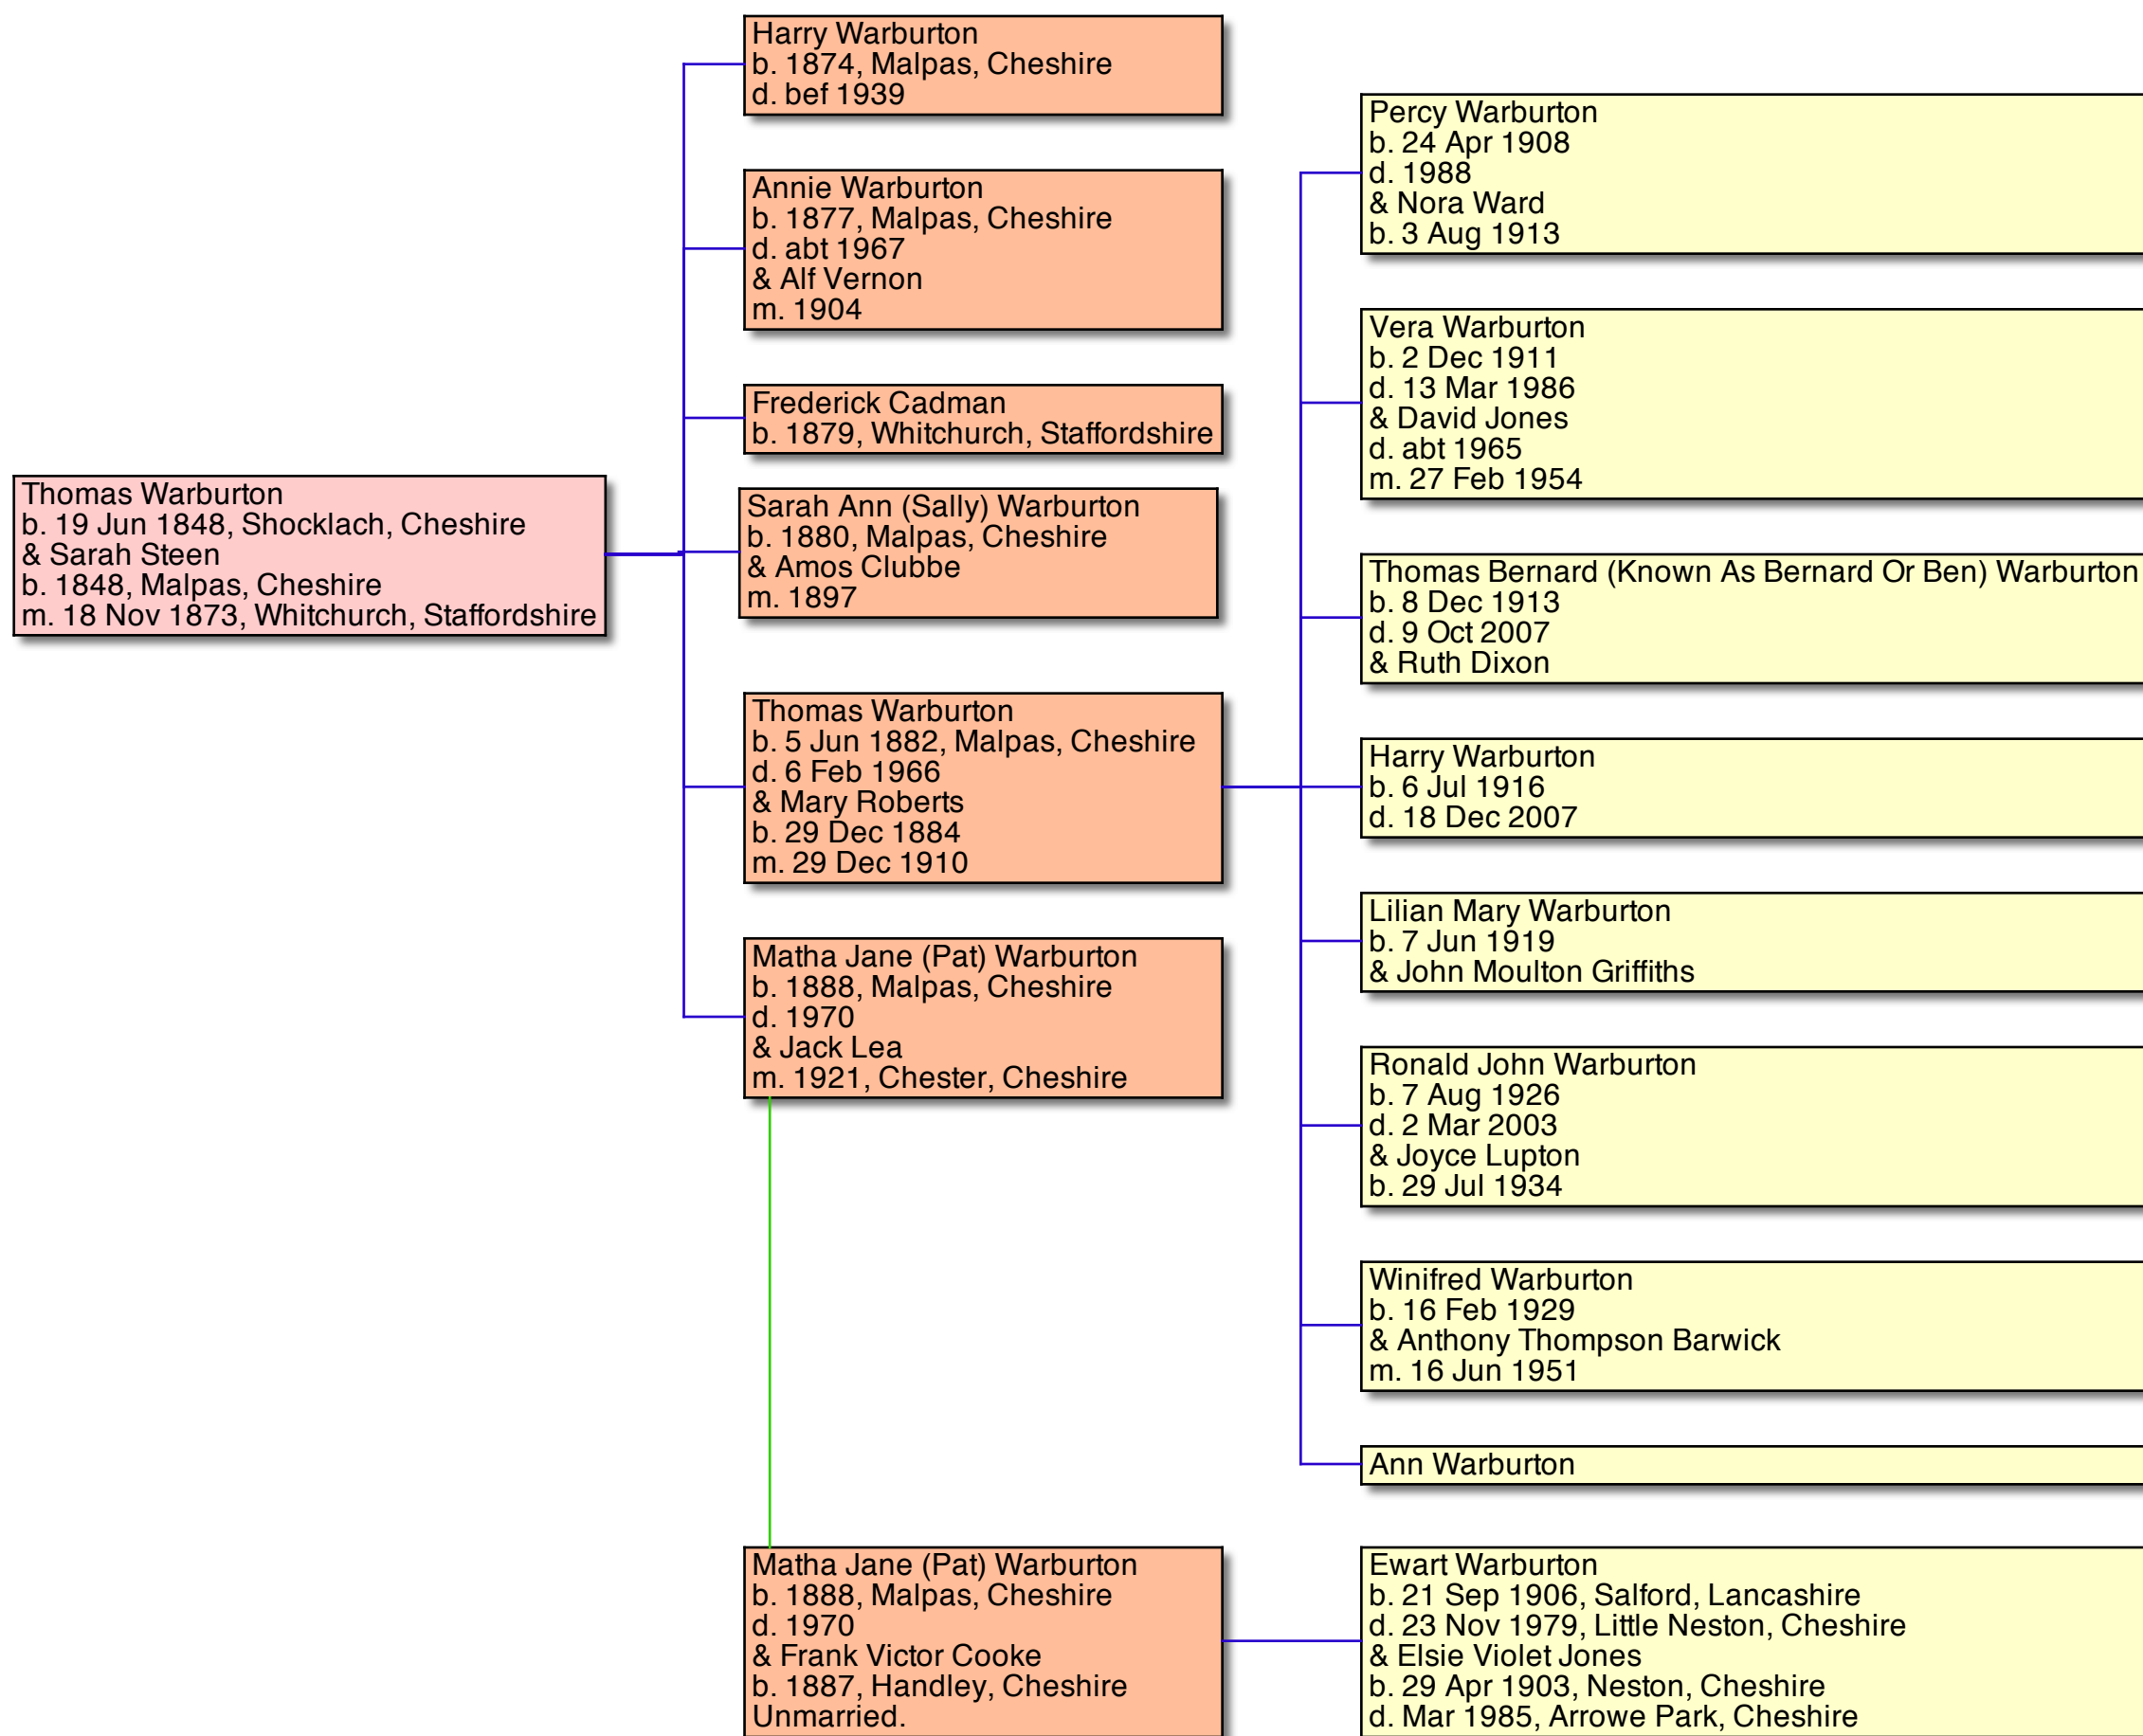 Thomas Warburton
b. 19 Jun 1848, Shocklach, Cheshire
& Sarah Steen
b. 1848, Malpas, Cheshire
m. 18 Nov 1873, Whitchurch, Staffordshire
Harry Warburton
b. 1874, Malpas, Cheshire
d. bef 1939
Annie Warburton
b. 1877, Malpas, Cheshire
d. abt 1967
& Alf Vernon
m. 1904
Frederick Cadman
b. 1879, Whitchurch, Staffordshire
Sarah Ann (Sally) Warburton
b. 1880, Malpas, Cheshire
& Amos Clubbe
m. 1897
Thomas Warburton
b. 5 Jun 1882, Malpas, Cheshire
d. 6 Feb 1966
& Mary Roberts
b. 29 Dec 1884
m. 29 Dec 1910
Matha Jane (Pat) Warburton
b. 1888, Malpas, Cheshire
d. 1970
& Jack Lea
m. 1921, Chester, Cheshire
Matha Jane (Pat) Warburton
b. 1888, Malpas, Cheshire
d. 1970
& Frank Victor Cooke
b. 1887, Handley, Cheshire
Unmarried.
Percy Warburton
b. 24 Apr 1908
d. 1988
& Nora Ward
b. 3 Aug 1913
Vera Warburton
b. 2 Dec 1911
d. 13 Mar 1986
& David Jones
d. abt 1965
m. 27 Feb 1954
Thomas Bernard (Known As Bernard Or Ben) Warburton
b. 8 Dec 1913
d. 9 Oct 2007
& Ruth Dixon
Harry Warburton
b. 6 Jul 1916
d. 18 Dec 2007
Lilian Mary Warburton
b. 7 Jun 1919
& John Moulton Griffiths
Ronald John Warburton
b. 7 Aug 1926
d. 2 Mar 2003
& Joyce Lupton
b. 29 Jul 1934
Winifred Warburton
b. 16 Feb 1929
& Anthony Thompson Barwick
m. 16 Jun 1951
Ann Warburton
Ewart Warburton
b. 21 Sep 1906, Salford, Lancashire
d. 23 Nov 1979, Little Neston, Cheshire
& Elsie Violet Jones
b. 29 Apr 1903, Neston, Cheshire
d. Mar 1985, Arrowe Park, Cheshire